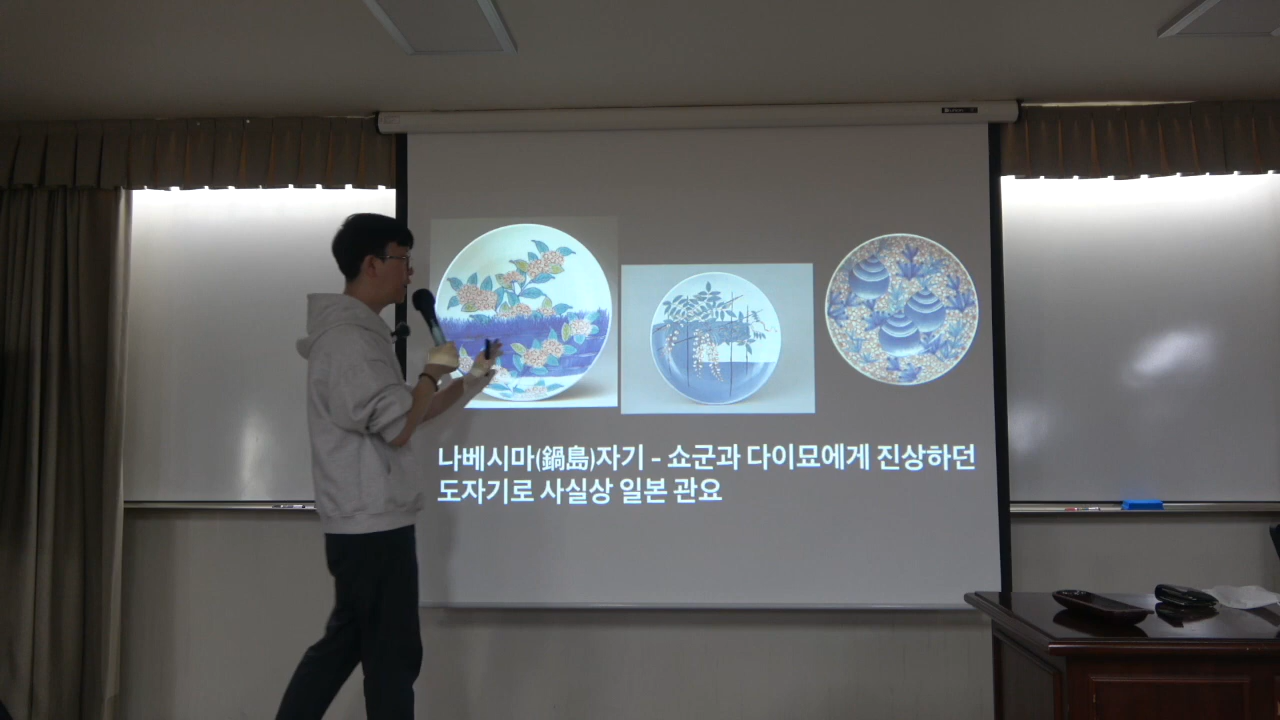 나베시마(鍋島)자기 - 쇼군과 다이묘에게 진상하던
도자기로 사실상 일본 관요